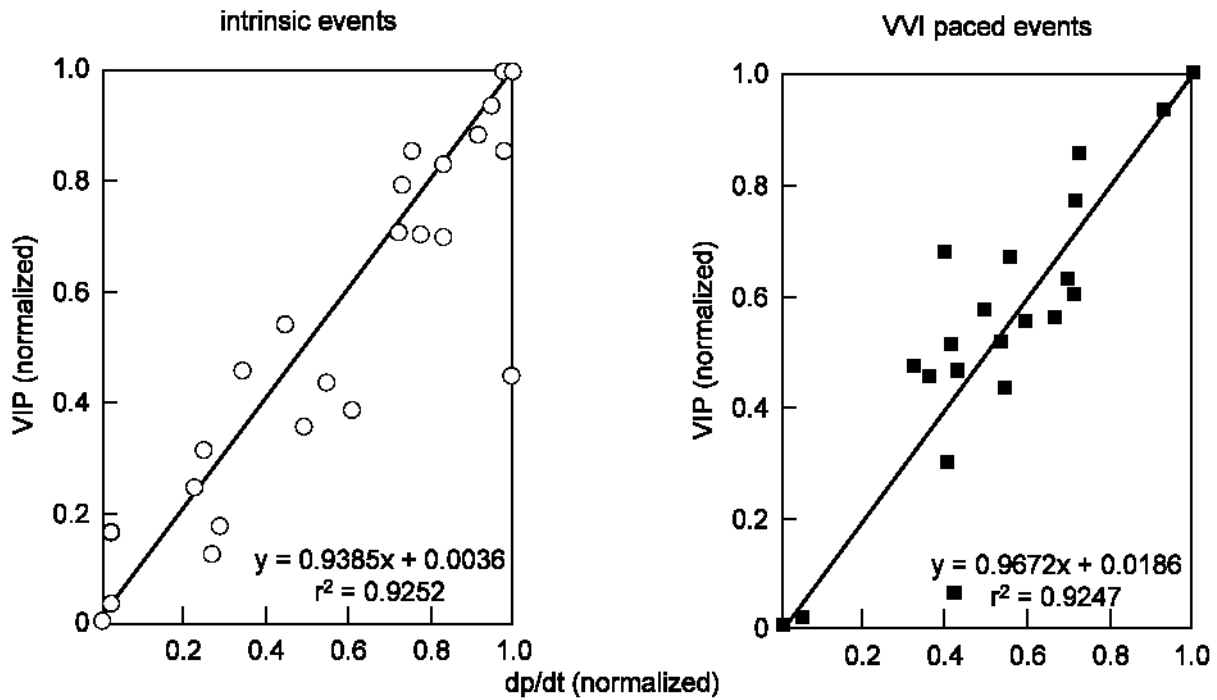 intrinsic events
VIP (normalized)
1.0
0.8
0.6
0.4
0.2
0
0.2
0.4
0.6
0.8
1.0
y = 0.9385x + 0.0036
r² = 0.9252
VVI paced events
VIP (normalized)
1.0
0.8
0.6
0.4
0.2
0
0.2
0.4
0.6
0.8
1.0
y = 0.9672x + 0.0186
r² = 0.9247
dp/dt (normalized)